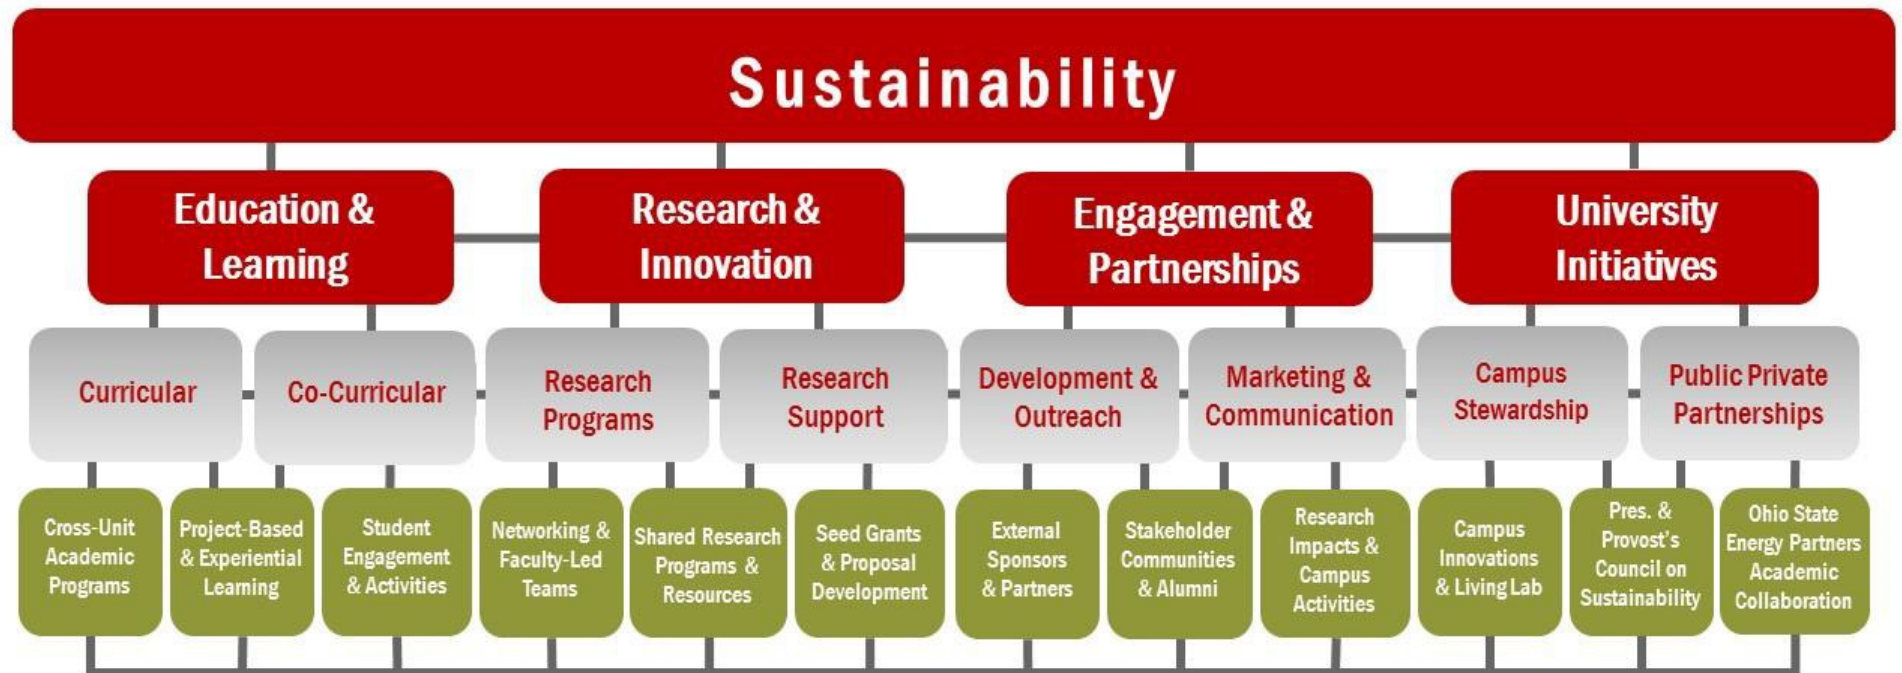 Sustainability
Education &
Learning
Research &
Innovation
Engagement &
Partnerships
University
Initiatives
Curricular
Co-Curricular
Research
Programs
Research
Support
Development &
Outreach
Marketing &
Communication
Campus
Stewardship
Public Private
Partnerships
Cross-Unit
Academic
Programs
Project-Based
& Experiential
Learning
Student
Engagement
& Activities
Networking &
Faculty-Led
Teams
Shared Research
Programs &
Resources
Seed Grants
& Proposal
Development
External
Sponsors
& Partners
Stakeholder
Communities
& Alumni
Research
Impacts &
Campus
Activities
Campus
Innovations
& Living Lab
Pres. &
Provost's
Council on
Sustainability
Ohio State
Energy Partners
Academic
Collaboration